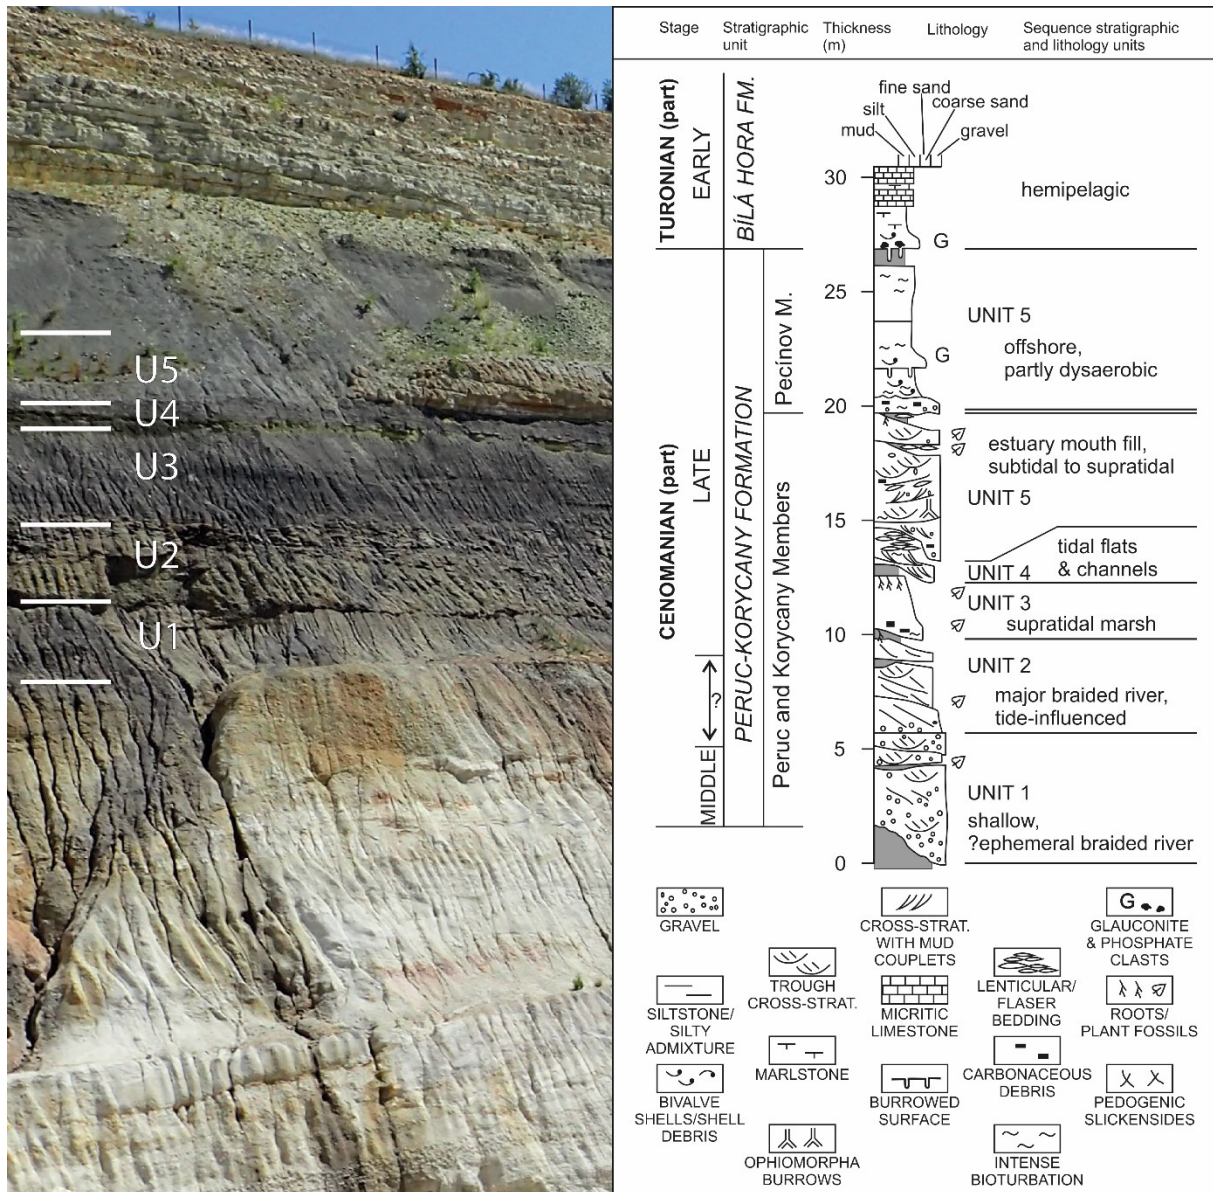 U5
U4
U3
U2
U1
Stage
Stratigraphic
unit
Thickness
(m)
Lithology
Sequence stratigraphic
and lithology units
TURONIAN (part)
EARLY
BÍLÁ HORA FM.
CENOMANIAN (part)
LATE
MIDDLE
?
PERUC-KORYCANY FORMATION
Pecinov M.
Peruc and Korycany Members
fine sand
silt
coarse sand
mud
gravel
30
25
20
15
10
5
0
G
G
hemipelagic
UNIT 5
offshore,
partly dysaerobic
estuary mouth fill,
subtidal to supratidal
UNIT 5
tidal flats
& channels
UNIT 4
UNIT 3
supratidal marsh
UNIT 2
major braided river,
tide-influenced
UNIT 1
shallow,
?ephemeral braided river
GRAVEL
CROSS-STRAT.
WITH MUD
COUPLETS
G
GLAUCONITE
& PHOSPHATE
CLASTS
TROUGH
CROSS-STRAT.
LENTICULAR/
FLASER
BEDDING
SILTSTONE/
SILTY
ADMIXTURE
MICRITIC
LIMESTONE
ROOTS/
PLANT FOSSILS
MARLSTONE
CARBONACEOUS
DEBRIS
BIVALVE
SHELLS/SHELL
DEBRIS
BURROWED
SURFACE
PEDOGENIC
SLICKENSIDES
OPHIOMORPHA
BURROWS
INTENSE
BIOTURBATION